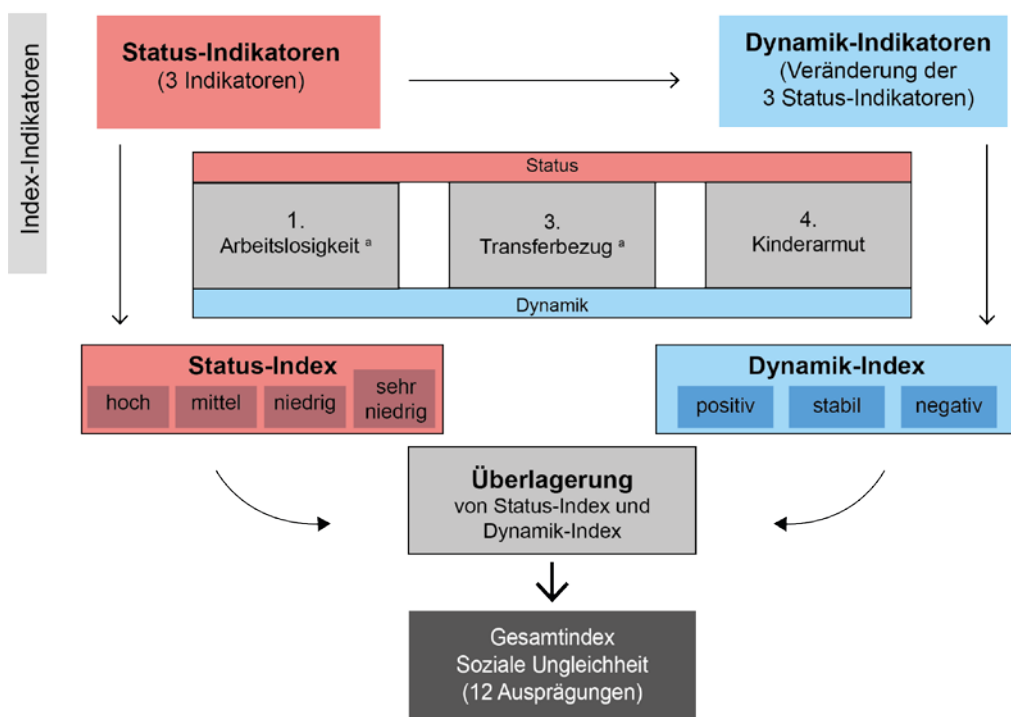 Index-Indikatoren
Status-Indikatoren
(3 Indikatoren)
Dynamik-Indikatoren
(Veränderung der
3 Status-Indikatoren)
Status
1.
Arbeitslosigkeit ᵃ
3.
Transferbezug ᵃ
4.
Kinderarmut
Dynamik
Status-Index
hoch
mittel
niedrig
sehr
niedrig
Dynamik-Index
positiv
stabil
negativ
Überlagerung
von Status-Index und
Dynamik-Index
Gesamtindex
Soziale Ungleichheit
(12 Ausprägungen)